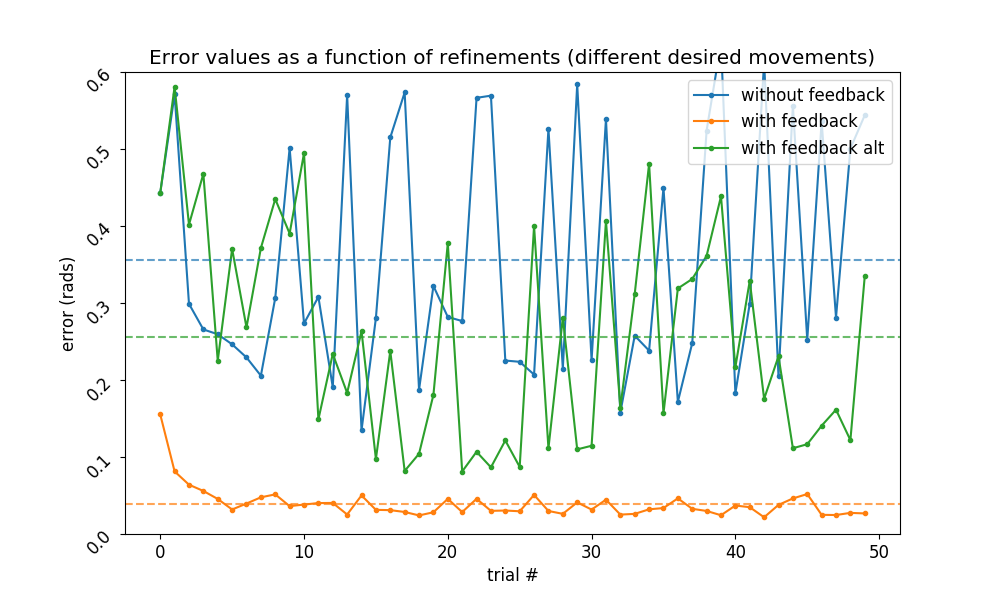 Error values as a function of refinements (different desired movements)
0.6
0.5
0.4
0.3
0.2
0.1
0.0
error (rads)
without feedback
with feedback
with feedback alt
0 10 20 30 40 50
trial #